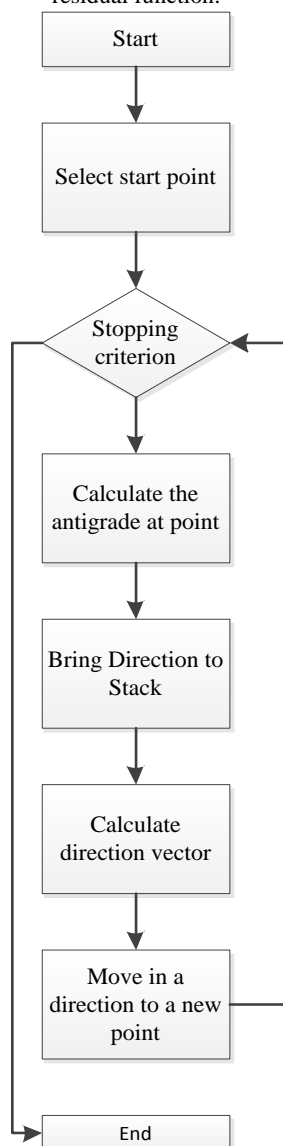 residual function.
Start
Select start point
Stopping
criterion
Calculate the
antigrade at point
Bring Direction to
Stack
Calculate
direction vector
Move in a
direction to a new
point
End